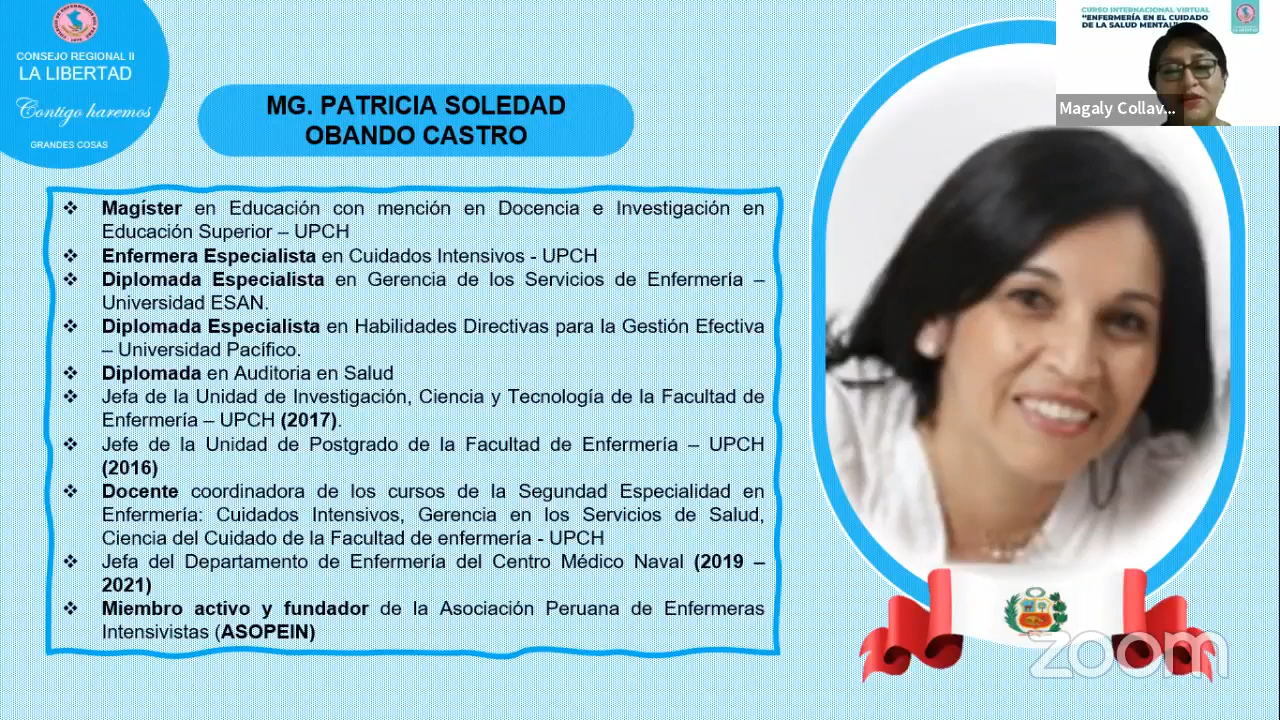 CONSEJO REGIONAL II
LA LIBERTAD
Contigo haremos
GRANDES COSAS
MG. PATRICIA SOLEDAD
OBANDO CASTRO
CURSO INTERNACIONAL VIRTUAL
"ENFERMERÍA EN EL CUIDADO
DE LA SALUD MENTAL"
Magaly Collav...
❖ Magíster en Educación con mención en Docencia e Investigación en
Educación Superior – UPCH
❖ Enfermera Especialista en Cuidados Intensivos - UPCH
❖ Diplomada Especialista en Gerencia de los Servicios de Enfermería –
Universidad ESAN.
❖ Diplomada Especialista en Habilidades Directivas para la Gestión Efectiva
– Universidad Pacífico.
❖ Diplomada en Auditoria en Salud
❖ Jefa de la Unidad de Investigación, Ciencia y Tecnología de la Facultad de
Enfermería – UPCH (2017).
❖ Jefe de la Unidad de Postgrado de la Facultad de Enfermería – UPCH
(2016)
❖ Docente coordinadora de los cursos de la Segundad Especialidad en
Enfermería: Cuidados Intensivos, Gerencia en los Servicios de Salud,
Ciencia del Cuidado de la Facultad de enfermería - UPCH
❖ Jefa del Departamento de Enfermería del Centro Médico Naval (2019 –
2021)
❖ Miembro activo y fundador de la Asociación Peruana de Enfermeras
Intensivistas (ASOPEIN)
zoom